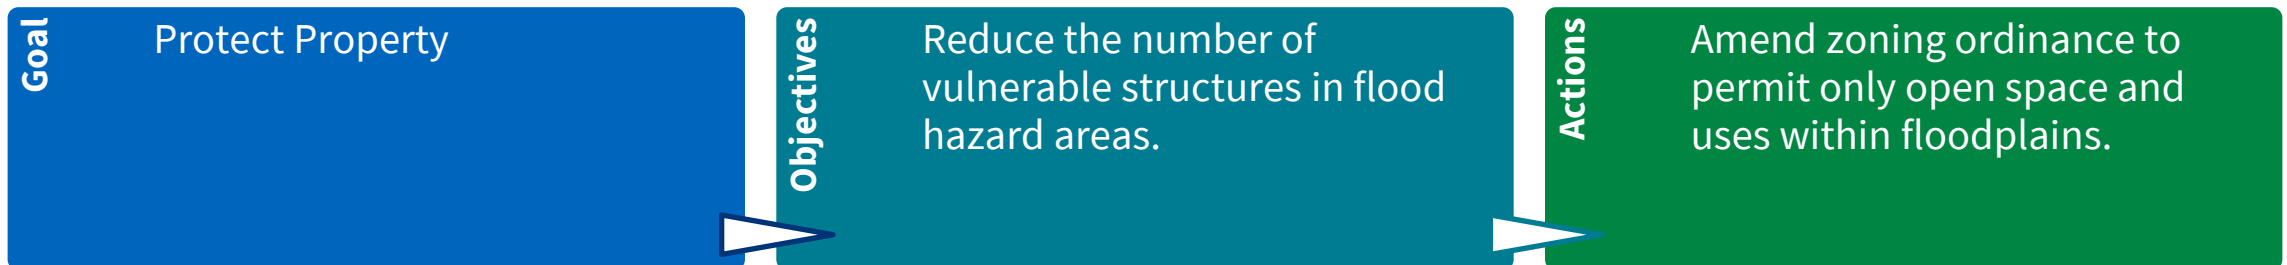 Goal
Protect Property
Objectives
Reduce the number of
vulnerable structures in flood
hazard areas.
Actions
Amend zoning ordinance to
permit only open space and
uses within floodplains.